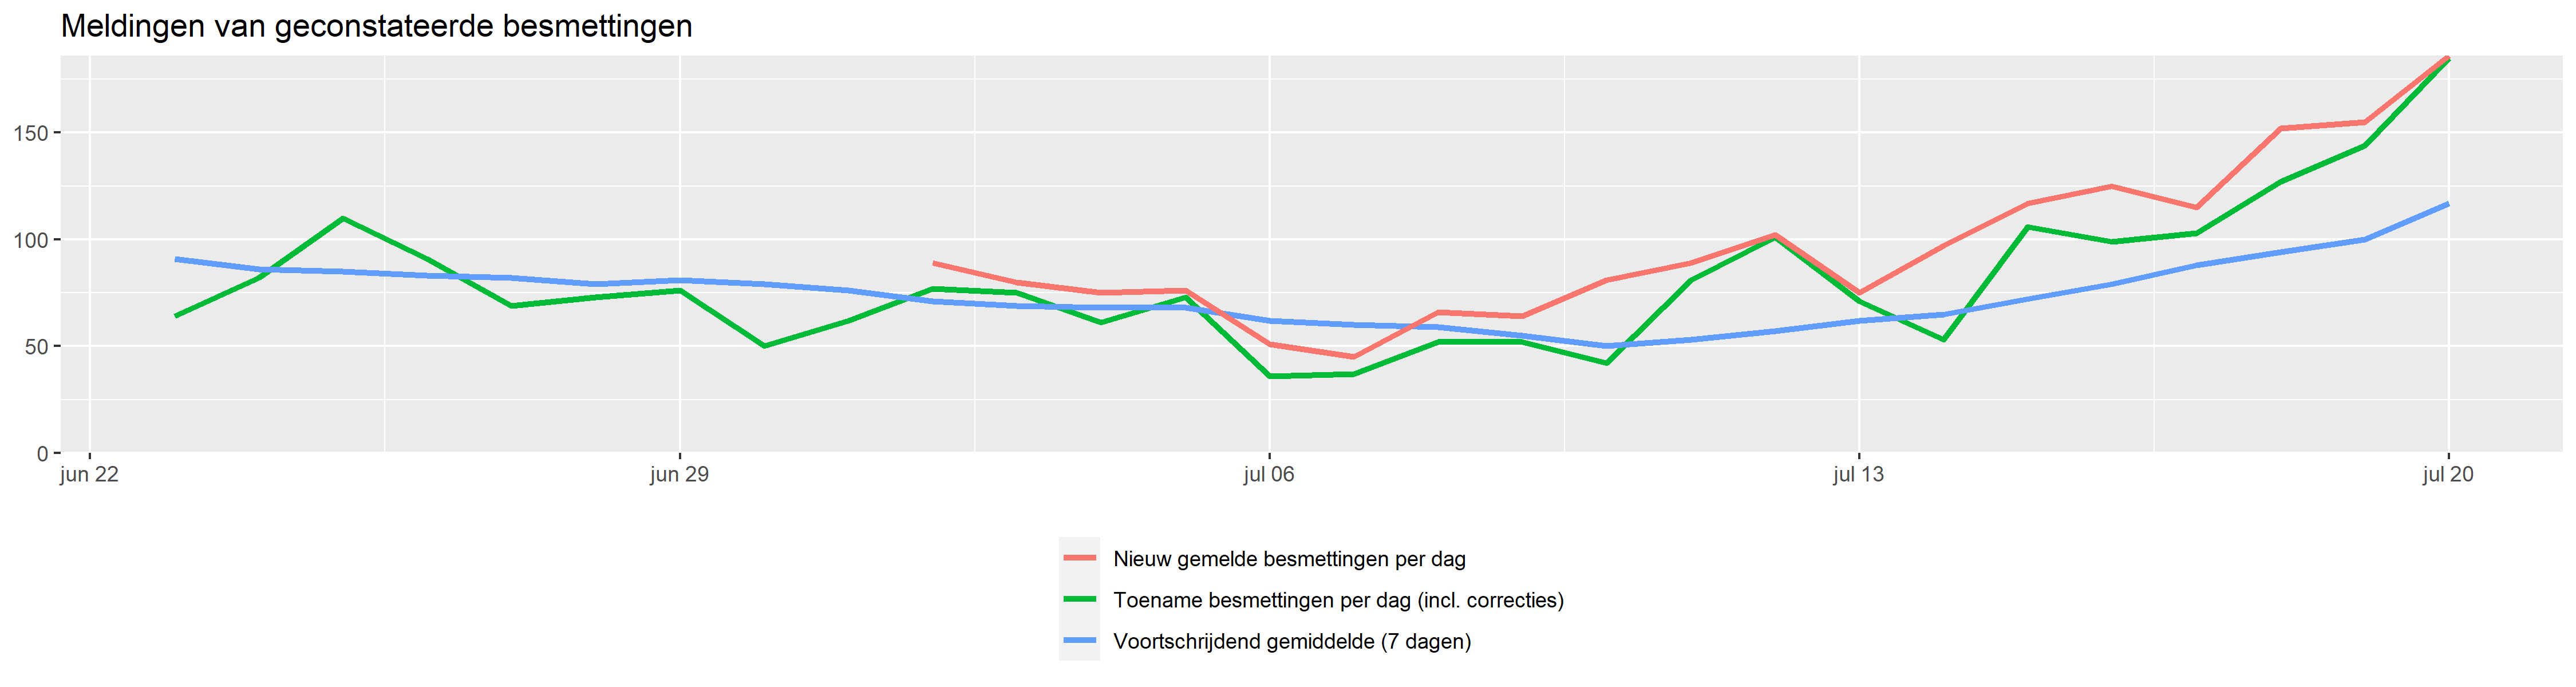 Meldingen van geconstateerde besmettingen
150
100
50
0
jun 22 jun 29 jul 06 jul 13 jul 20
Nieuw gemelde besmettingen per dag
Toename besmettingen per dag (incl. correcties)
Voortschrijdend gemiddelde (7 dagen)